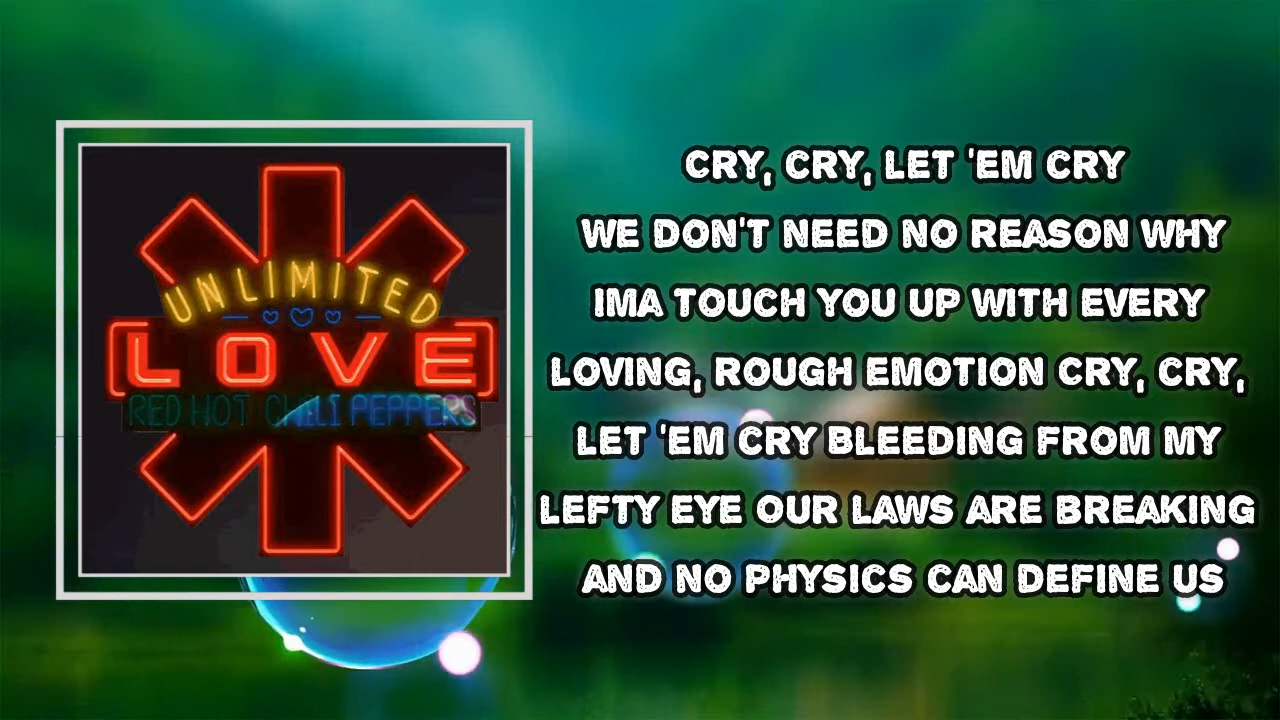 UNLIMITED
LOVE
RED HOT CHILI PEPPERS
CRY, CRY, LET 'EM CRY
WE DON'T NEED NO REASON WHY
IMA TOUCH YOU UP WITH EVERY
LOVING, ROUGH EMOTION CRY, CRY,
LET 'EM CRY BLEEDING FROM MY
LEFTY EYE OUR LAWS ARE BREAKING
AND NO PHYSICS CAN DEFINE US